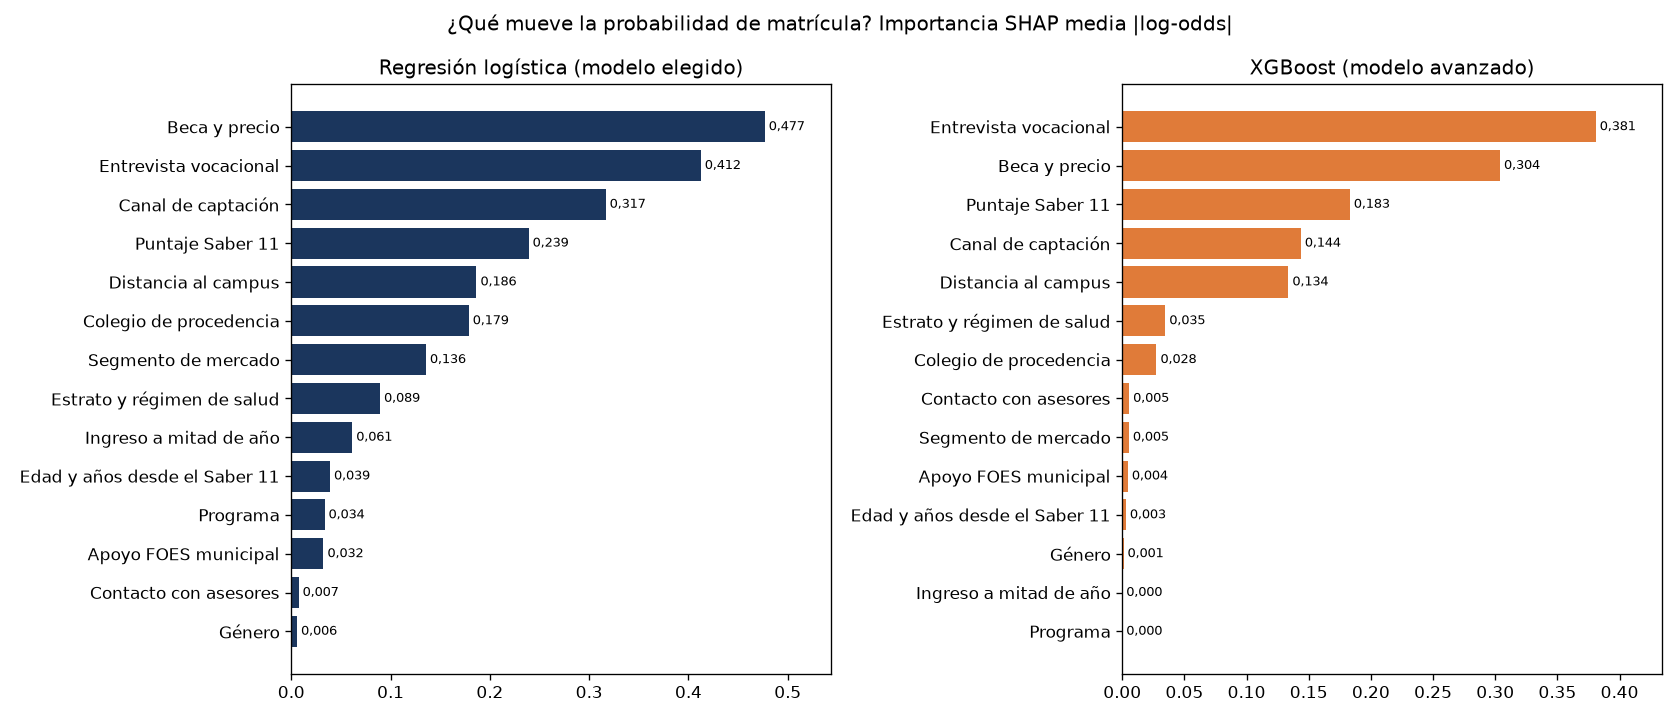 ¿Qué mueve la probabilidad de matrícula? Importancia SHAP media |log-odds|
Regresión logística (modelo elegido)
Beca y precio 0,477
Entrevista vocacional 0,412
Canal de captación 0,317
Puntaje Saber 11 0,239
Distancia al campus 0,186
Colegio de procedencia 0,179
Segmento de mercado 0,136
Estrato y régimen de salud 0,089
Ingreso a mitad de año 0,061
Edad y años desde el Saber 11 0,039
Programa 0,034
Apoyo FOES municipal 0,032
Contacto con asesores 0,007
Género 0,006
0.0 0.1 0.2 0.3 0.4 0.5
XGBoost (modelo avanzado)
Entrevista vocacional 0,381
Beca y precio 0,304
Puntaje Saber 11 0,183
Canal de captación 0,144
Distancia al campus 0,134
Estrato y régimen de salud 0,035
Colegio de procedencia 0,028
Contacto con asesores 0,005
Segmento de mercado 0,005
Apoyo FOES municipal 0,004
Edad y años desde el Saber 11 0,003
Género 0,001
Ingreso a mitad de año 0,000
Programa 0,000
0.00 0.05 0.10 0.15 0.20 0.25 0.30 0.35 0.40